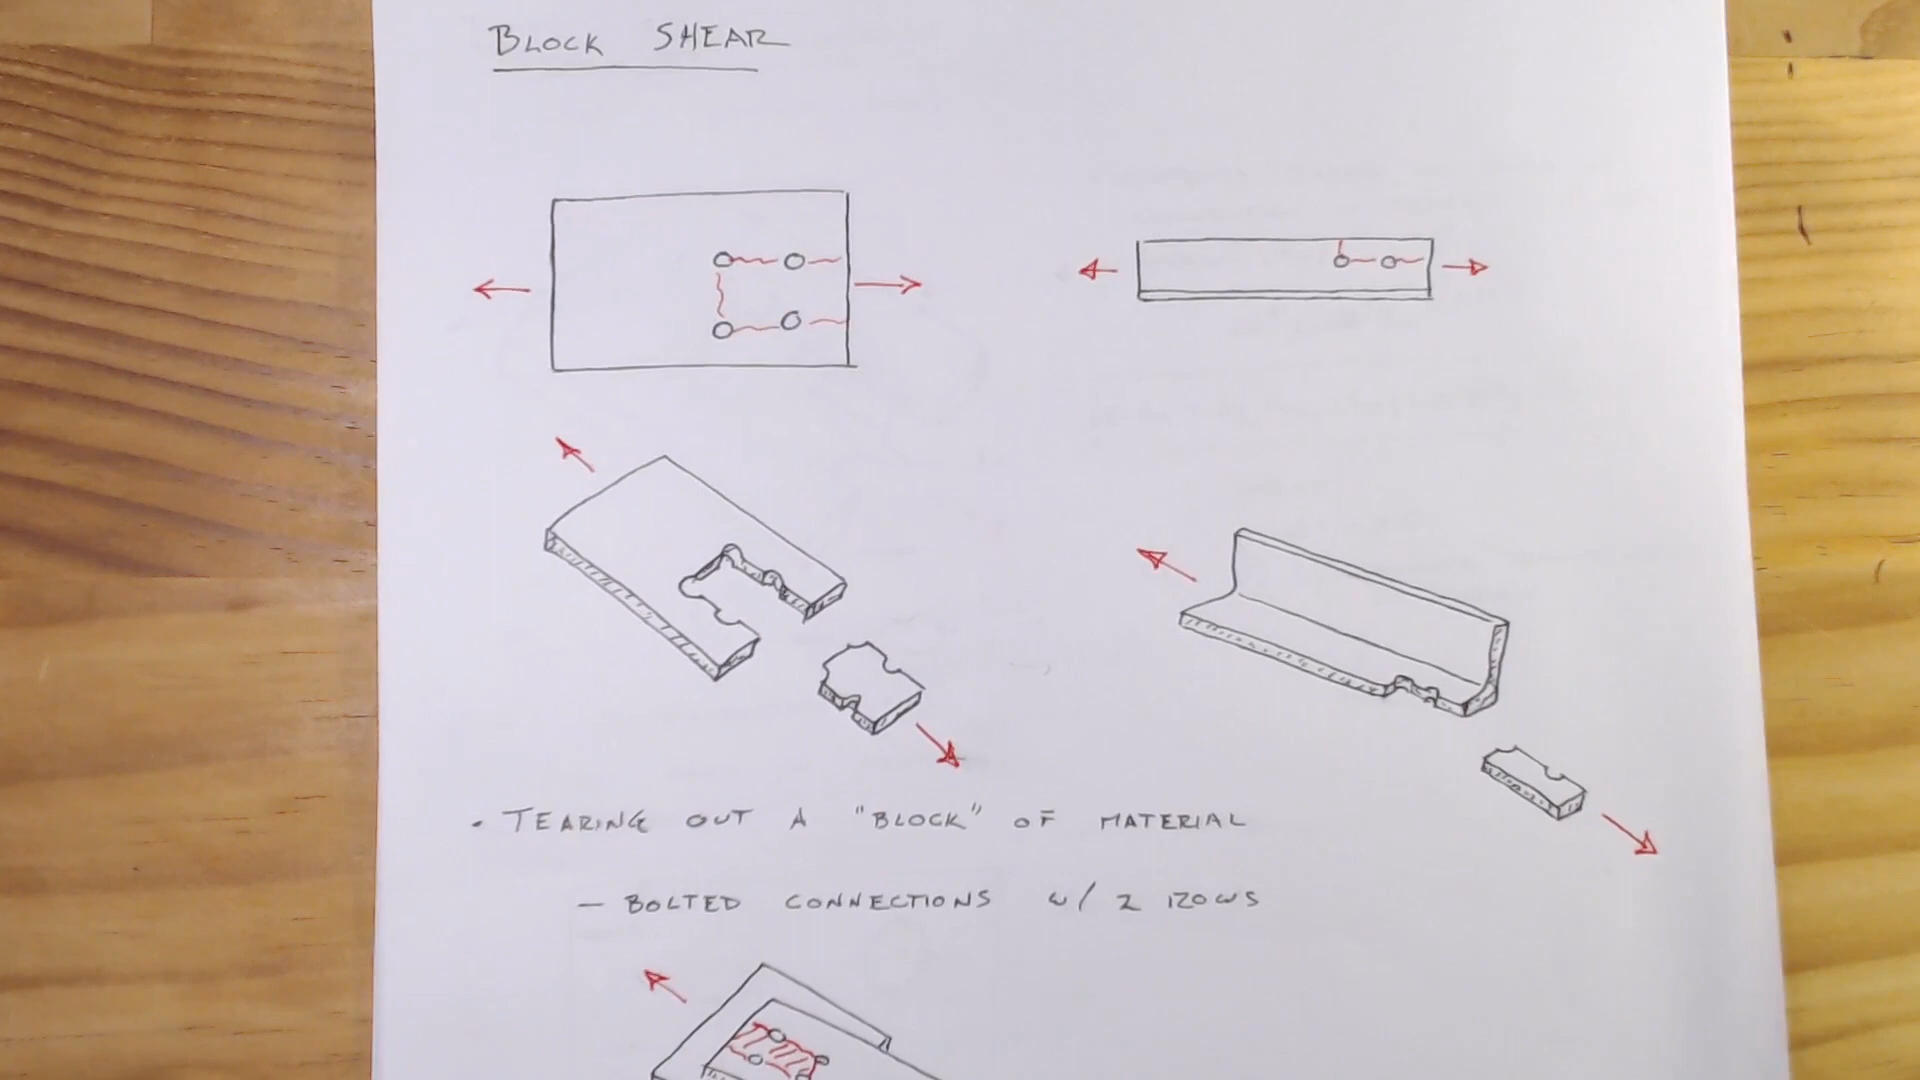 BLOCK SHEAR
• TEARING OUT A "BLOCK" OF MATERIAL
— BOLTED CONNECTIONS w/ 2 ROWS